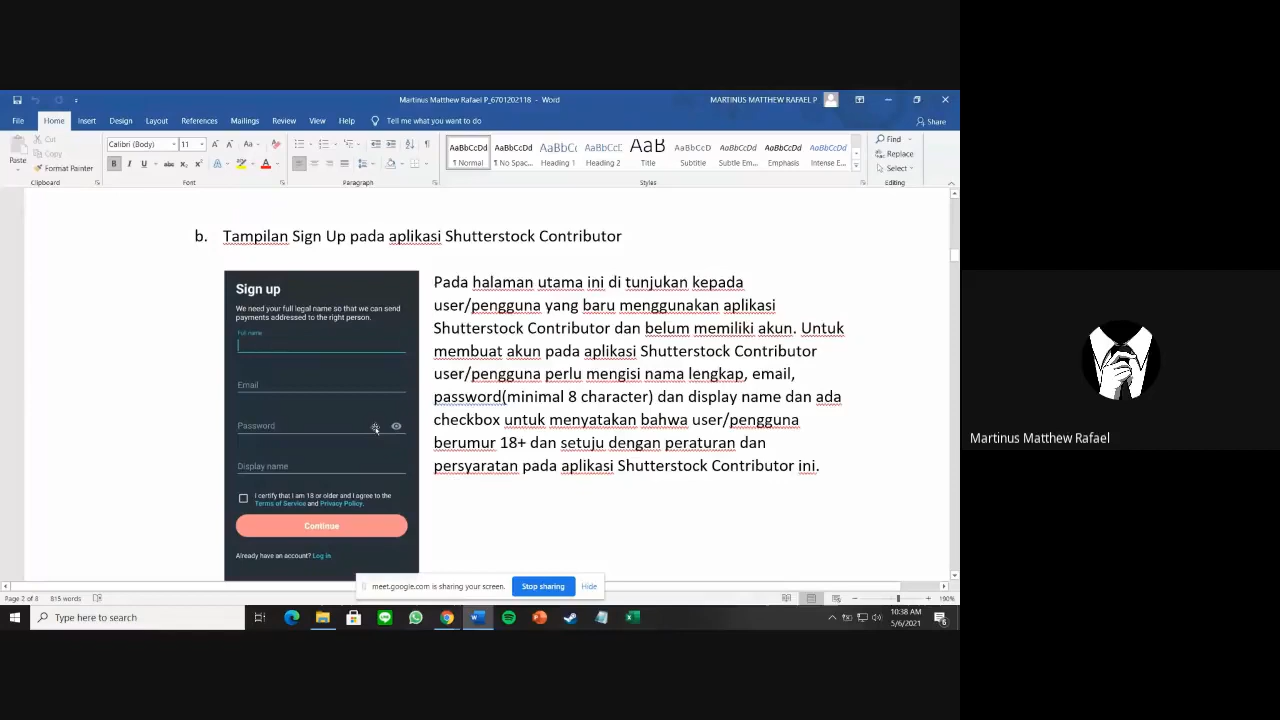 Martinus Matthew Rafael P_6701202118 - Word
MARTINUS MATTHEW RAFAEL P
File Home Insert Design Layout References Mailings Review View Help Tell me what you want to do
Share
Paste
Cut
Copy
Format Painter
Clipboard
Calibri (Body) 11
Font
Paragraph
AaBbCcDd AaBbCcDd AaBbCc AaBbCcE AaB AaBbCcD AaBbCcDd AaBbCcDd AaBbCcDd
¶ Normal ¶ No Spac... Heading 1 Heading 2 Title Subtitle Subtle Em... Emphasis Intense E...
Styles
Find
Replace
Select
Editing
b. Tampilan Sign Up pada aplikasi Shutterstock Contributor
Sign up
We need your full legal name so that we can send
payments addressed to the right person.
Full name
Email
Password
Display name
I certify that I am 18 or older and I agree to the
Terms of Service and Privacy Policy.
Continue
Already have an account? Log in
Pada halaman utama ini di tunjukan kepada
user/pengguna yang baru menggunakan aplikasi
Shutterstock Contributor dan belum memiliki akun. Untuk
membuat akun pada aplikasi Shutterstock Contributor
user/pengguna perlu mengisi nama lengkap, email,
password(minimal 8 character) dan display name dan ada
checkbox untuk menyatakan bahwa user/pengguna
berumur 18+ dan setuju dengan peraturan dan
persyaratan pada aplikasi Shutterstock Contributor ini.
meet.google.com is sharing your screen. Stop sharing Hide
Page 2 of 8 815 words
190%
Type here to search
10:38 AM
5/6/2021
Martinus Matthew Rafael